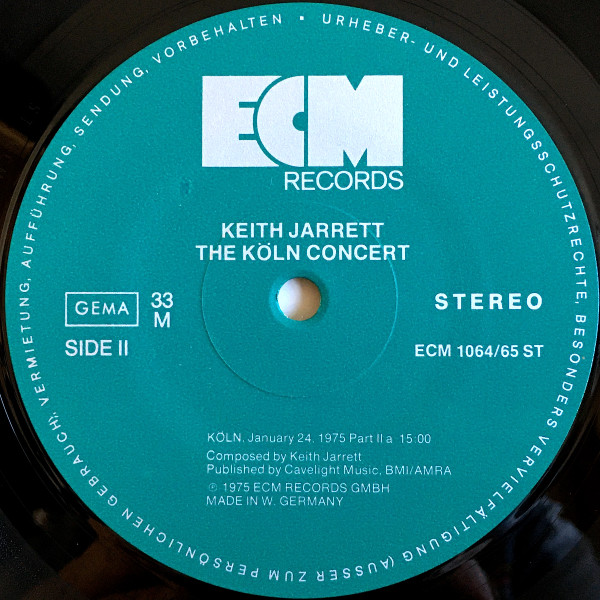 URHEBER- UND LEISTUNGSSCHUTZRECHTE, BESONDERS VERVIELFÄLTIGUNG (AUSSER ZUM PERSÖNLICHEN GEBRAUCH), VERMIETUNG, AUFFÜHRUNG, SENDUNG, VORBEHALTEN •
ECM
RECORDS
KEITH JARRETT
THE KÖLN CONCERT
GEMA
33
M
STEREO
SIDE II
ECM 1064/65 ST
KÖLN, January 24, 1975 Part II a 15:00
Composed by Keith Jarrett
Published by Cavelight Music, BMI/AMRA
℗ 1975 ECM RECORDS GMBH
MADE IN W. GERMANY